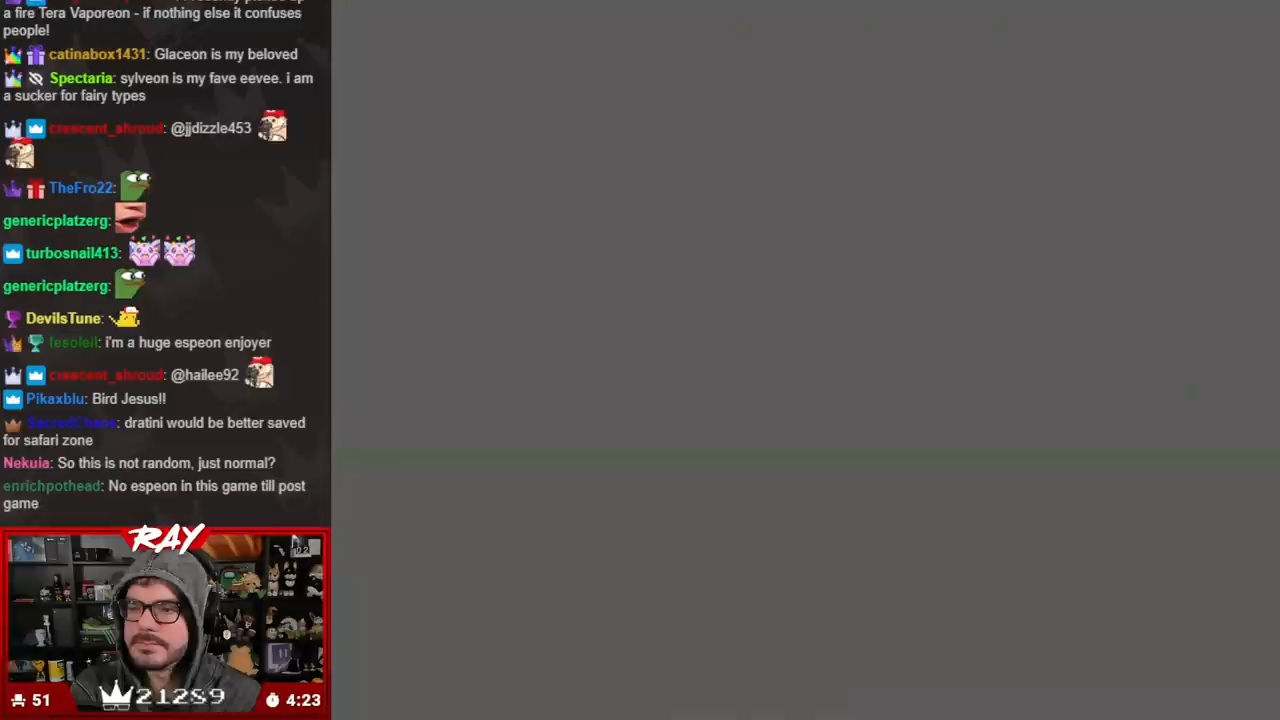 a fire Tera Vaporeon - if nothing else it confuses
people!
catinabox1431: Glaceon is my beloved
Spectaria: sylveon is my fave eevee. i am
a sucker for fairy types
crescent_shroud: @jjdizzle453
TheFro22:
genericplatzerg:
turbosnail413:
genericplatzerg:
DevilsTune:
lesoleil: i'm a huge espeon enjoyer
crescent_shroud: @hailee92
Pikaxblu: Bird Jesus!!
SacredChaos: dratini would be better saved
for safari zone
Nekuia: So this is not random, just normal?
enrichpothead: No espeon in this game till post
game
RAY
51
21289
4:23